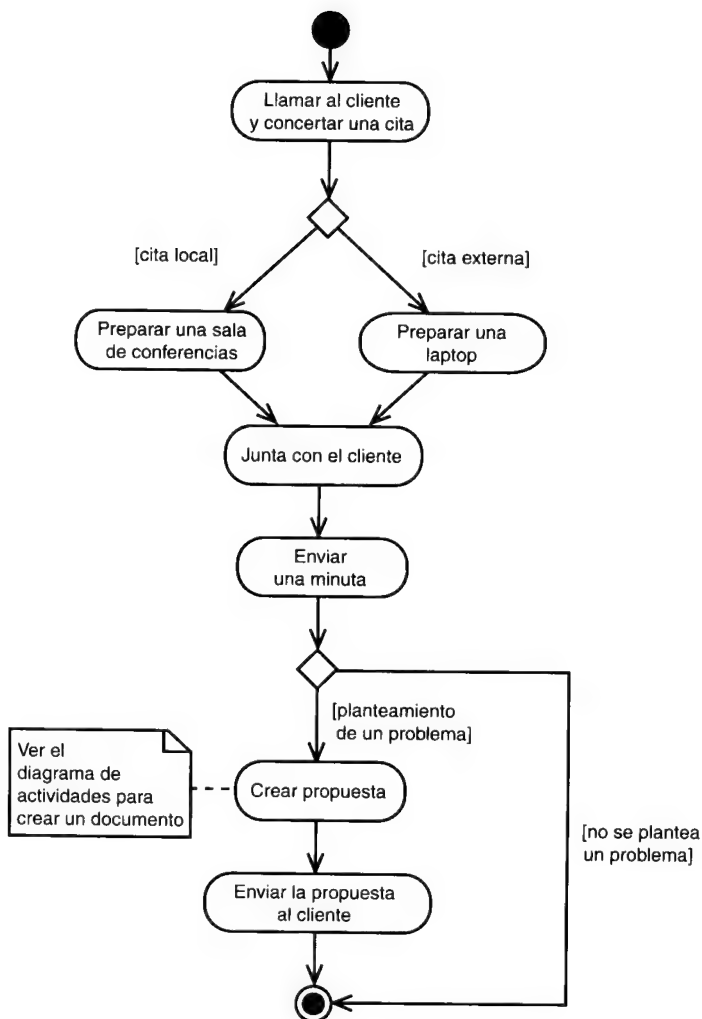 Llamar al cliente
y concertar una cita
[cita local]
[cita externa]
Preparar una sala
de conferencias
Preparar una
laptop
Junta con el cliente
Enviar
una minuta
[planteamiento
de un problema]
Ver el
diagrama de
actividades para
crear un documento
Crear propuesta
[no se plantea
un problema]
Enviar la propuesta
al cliente